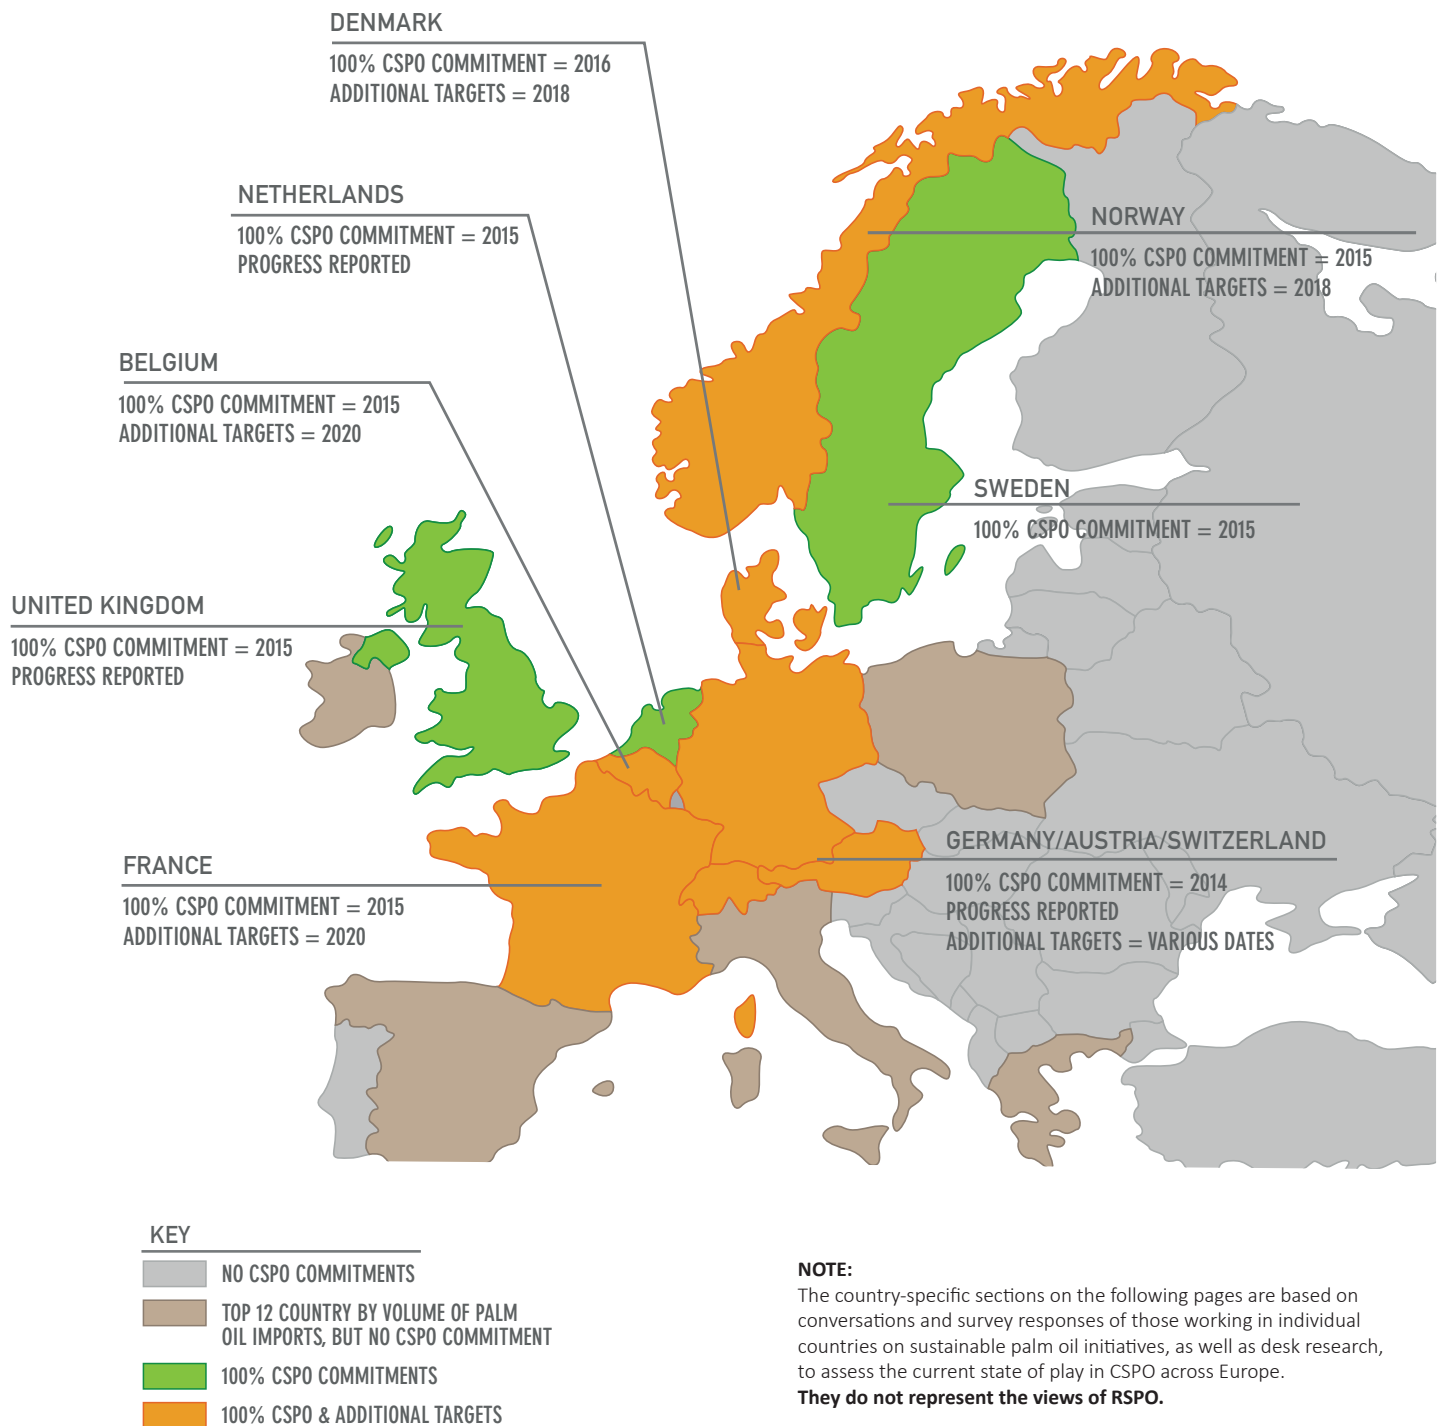 DENMARK
100% CSPO COMMITMENT = 2016
ADDITIONAL TARGETS = 2018
NETHERLANDS
100% CSPO COMMITMENT = 2015
PROGRESS REPORTED
NORWAY
100% CSPO COMMITMENT = 2015
ADDITIONAL TARGETS = 2018
BELGIUM
100% CSPO COMMITMENT = 2015
ADDITIONAL TARGETS = 2020
SWEDEN
100% CSPO COMMITMENT = 2015
UNITED KINGDOM
100% CSPO COMMITMENT = 2015
PROGRESS REPORTED
GERMANY/AUSTRIA/SWITZERLAND
100% CSPO COMMITMENT = 2014
PROGRESS REPORTED
ADDITIONAL TARGETS = VARIOUS DATES
FRANCE
100% CSPO COMMITMENT = 2015
ADDITIONAL TARGETS = 2020
KEY
NO CSPO COMMITMENTS
TOP 12 COUNTRY BY VOLUME OF PALM
OIL IMPORTS, BUT NO CSPO COMMITMENT
100% CSPO COMMITMENTS
100% CSPO & ADDITIONAL TARGETS
NOTE:
The country-specific sections on the following pages are based on
conversations and survey responses of those working in individual
countries on sustainable palm oil initiatives, as well as desk research,
to assess the current state of play in CSPO across Europe.
They do not represent the views of RSPO.